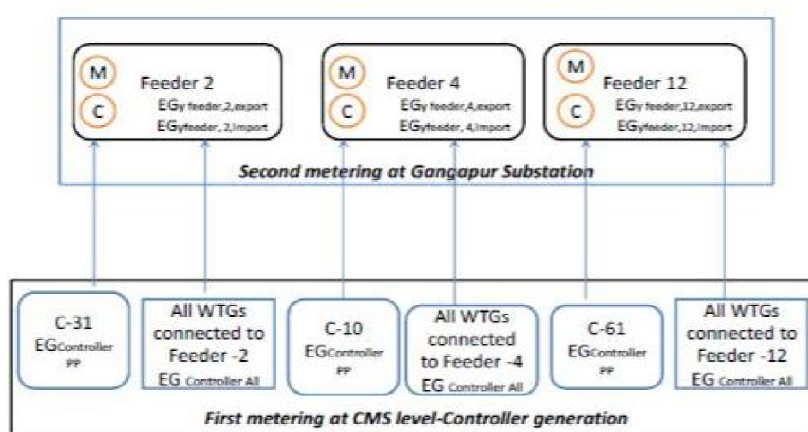 M
C
Feeder 2
EGy feeder,2,export
EGyfeeder, 2,Import
M
C
Feeder 4
EGy feeder,4,export
EGyfeeder, 4,Import
M
C
Feeder 12
EGy feeder,12,export
EGyfeeder,12,Import
Second metering at Gangapur Substation
C-31
EGController
PP
All WTGs
connected to
Feeder -2
EG Controller All
C-10
EGController
PP
All WTGs
connected
to Feeder -4
EG Controller All
C-61
EGController
PP
All WTGs
connected to
Feeder -12
EG Controller All
First metering at CMS level-Controller generation